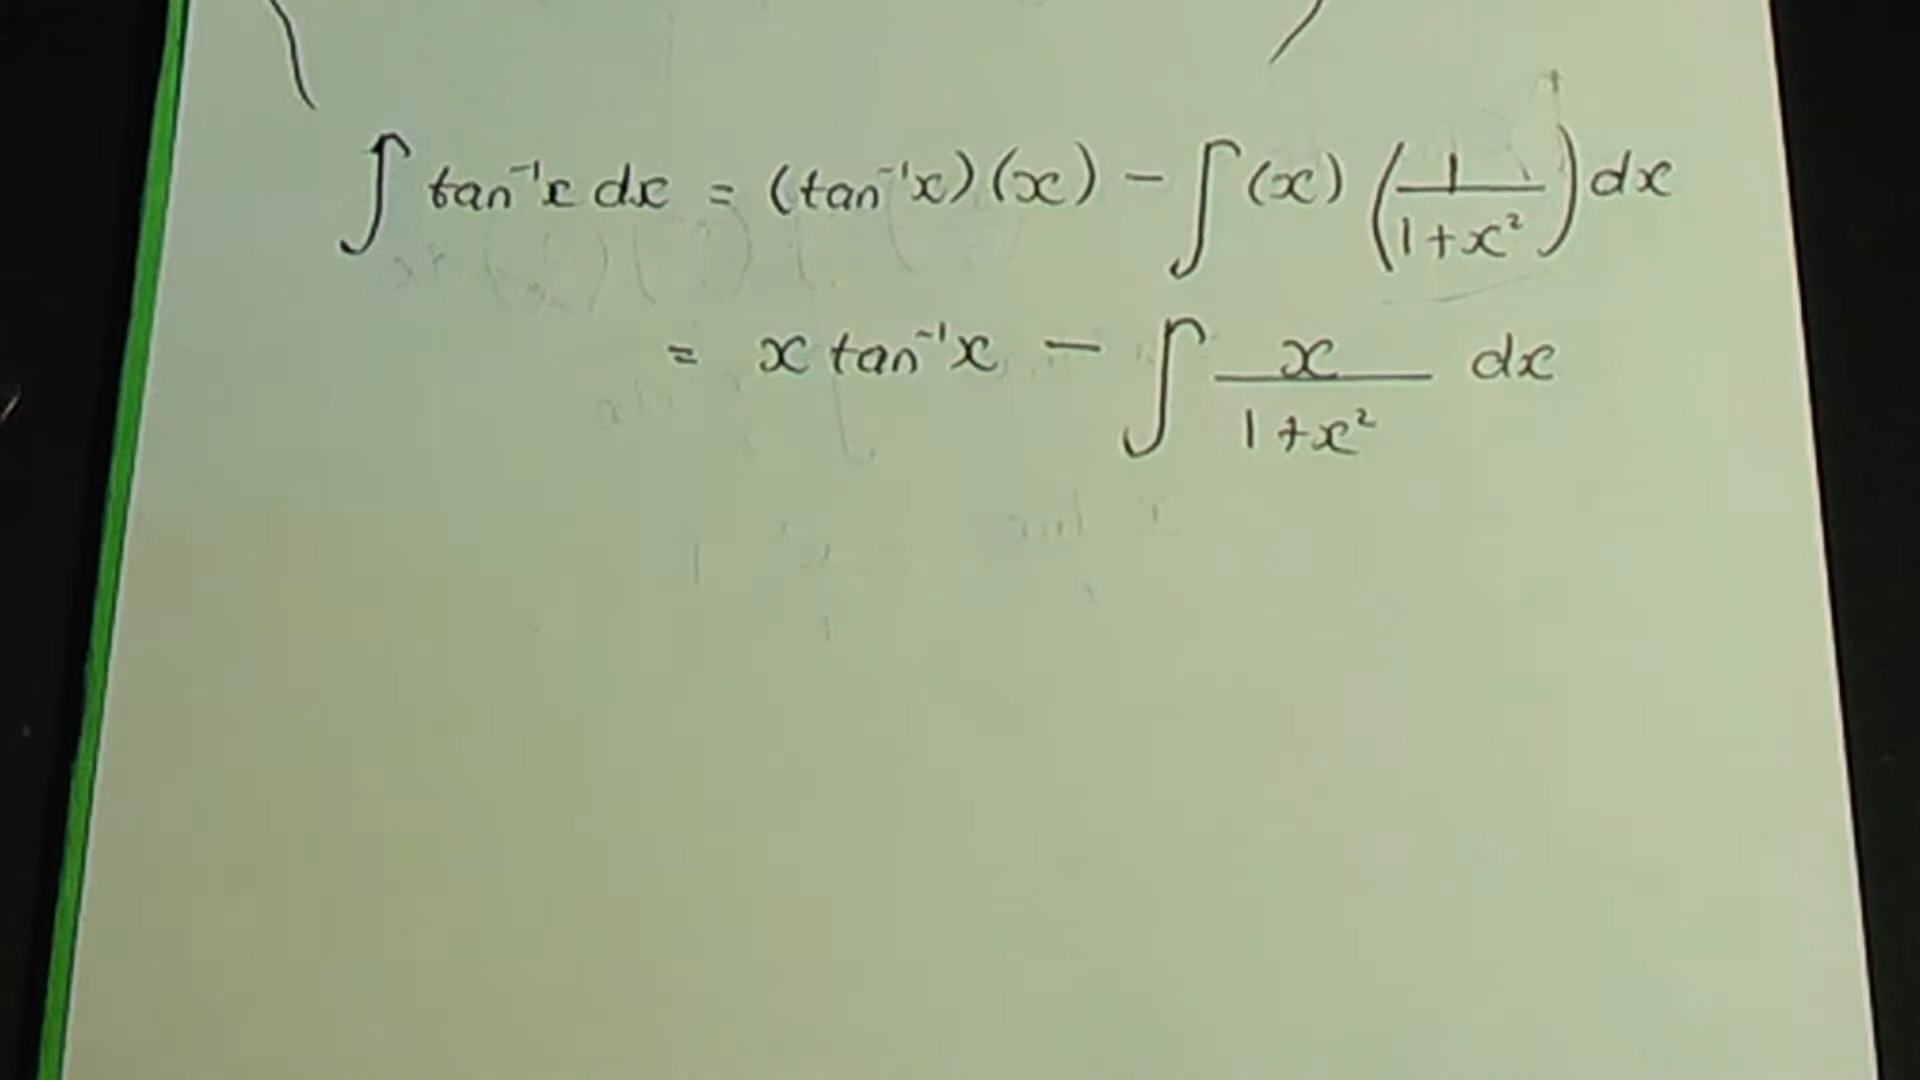 ∫ tan⁻¹x dx = (tan⁻¹x)(x) − ∫(x)(1/(1+x²))dx
= x tan⁻¹x − ∫ x/(1+x²) dx